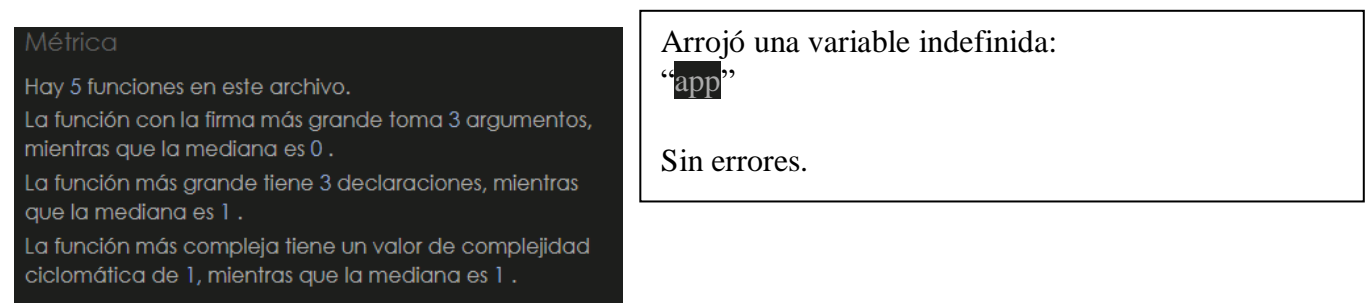 Métrica
Hay 5 funciones en este archivo.
La función con la firma más grande toma 3 argumentos,
mientras que la mediana es 0 .
La función más grande tiene 3 declaraciones, mientras
que la mediana es 1 .
La función más compleja tiene un valor de complejidad
ciclomática de 1, mientras que la mediana es 1 .
Arrojó una variable indefinida:
“app”
Sin errores.